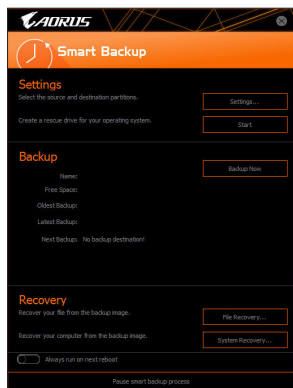 AORUS
Smart Backup
Settings
Select the source and destination partitions.
Settings...
Create a rescue drive for your operating system.
Start
Backup
Backup Now
Name:
Free Space:
Oldest Backup:
Latest Backup:
Next Backup: No backup destination!
Recovery
Recover your file from the backup image.
File Recovery...
Recover your computer from the backup image.
System Recovery...
Always run on next reboot
Pause smart backup process